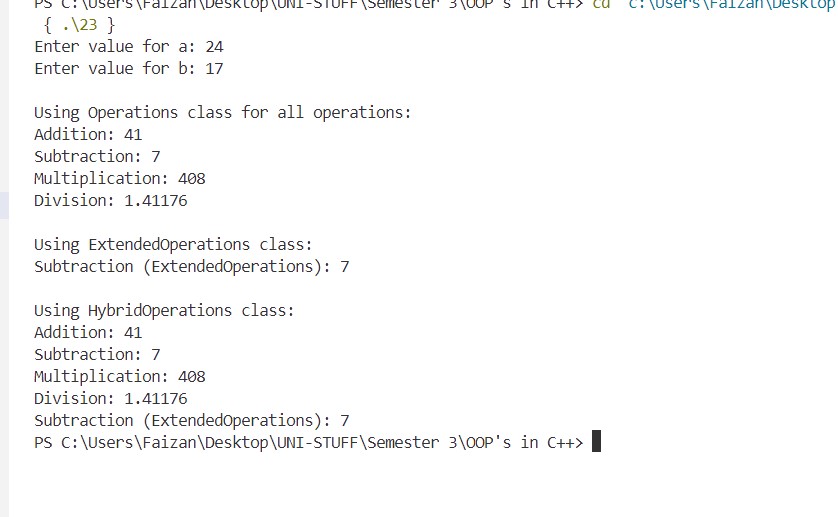 PS C:\Users\Faizan\Desktop\UNI-STUFF\Semester 3\OOP's in C++> cd "c:\Users\Faizan\Desktop
{ .\23 }
Enter value for a: 24
Enter value for b: 17
Using Operations class for all operations:
Addition: 41
Subtraction: 7
Multiplication: 408
Division: 1.41176
Using ExtendedOperations class:
Subtraction (ExtendedOperations): 7
Using HybridOperations class:
Addition: 41
Subtraction: 7
Multiplication: 408
Division: 1.41176
Subtraction (ExtendedOperations): 7
PS C:\Users\Faizan\Desktop\UNI-STUFF\Semester 3\OOP's in C++>